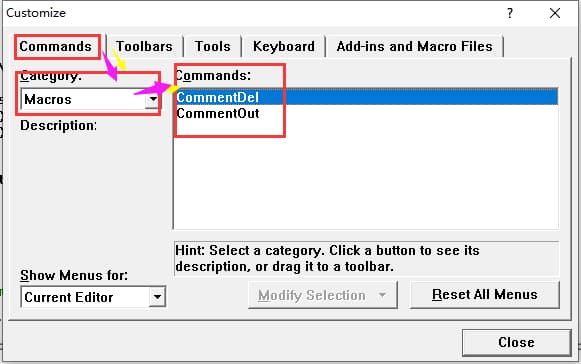 Customize
Commands
Toolbars
Tools
Keyboard
Add-ins and Macro Files
Category:
Commands:
Macros
CommentDel
CommentOut
Description:
Hint: Select a category. Click a button to see its
description, or drag it to a toolbar.
Show Menus for:
Current Editor
Modify Selection
Reset All Menus
Close